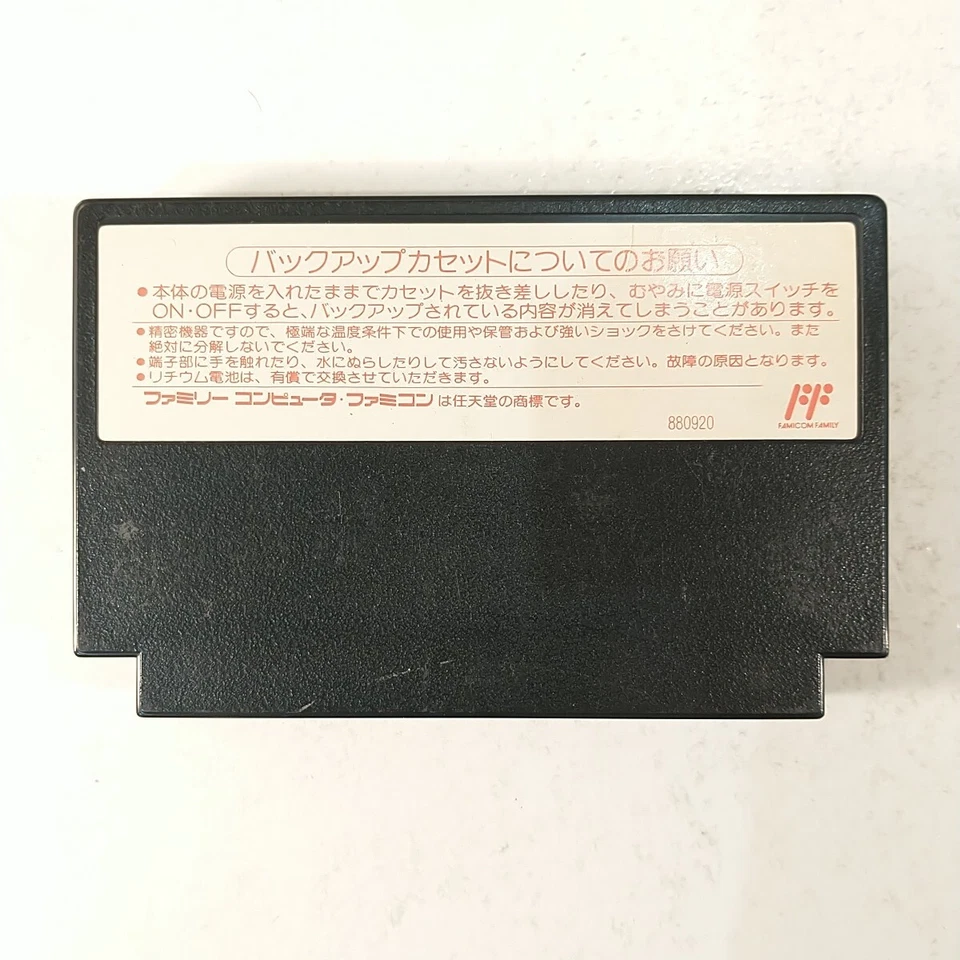 バックアップカセットについてのお願い
●本体の電源を入れたままでカセットを抜き差ししたり、むやみに電源スイッチを
ON・OFFすると、バックアップされている内容が消えてしまうことがあります。
●精密機器ですので、極端な温度条件下での使用や保管および強いショックをさけてください。また
絶対に分解しないでください。
●端子部に手を触れたり、水にぬらしたりして汚さないようにしてください。故障の原因となります。
●リチウム電池は、有償で交換させていただきます。
ファミリー コンピュータ・ファミコンは任天堂の商標です。
880920
FAMICOM FAMILY